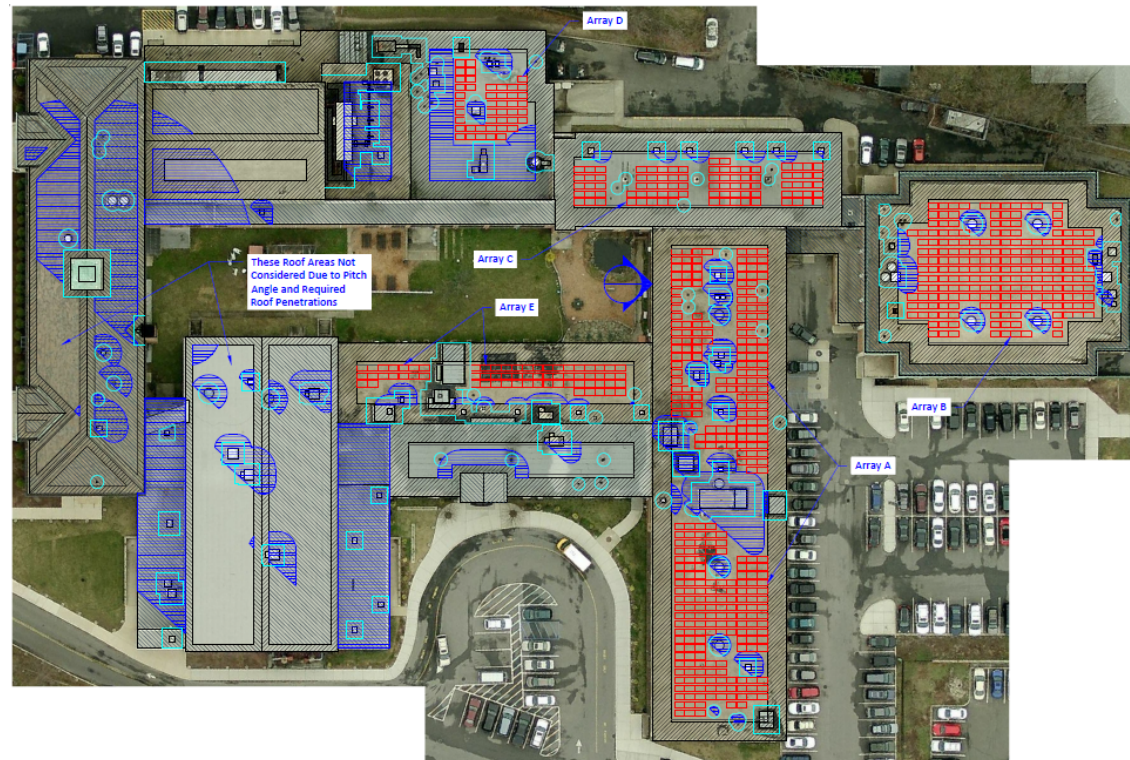 Array D
These Roof Areas Not
Considered Due to Pitch
Angle and Required
Roof Penetrations
Array C
Array E
Array B
Array A